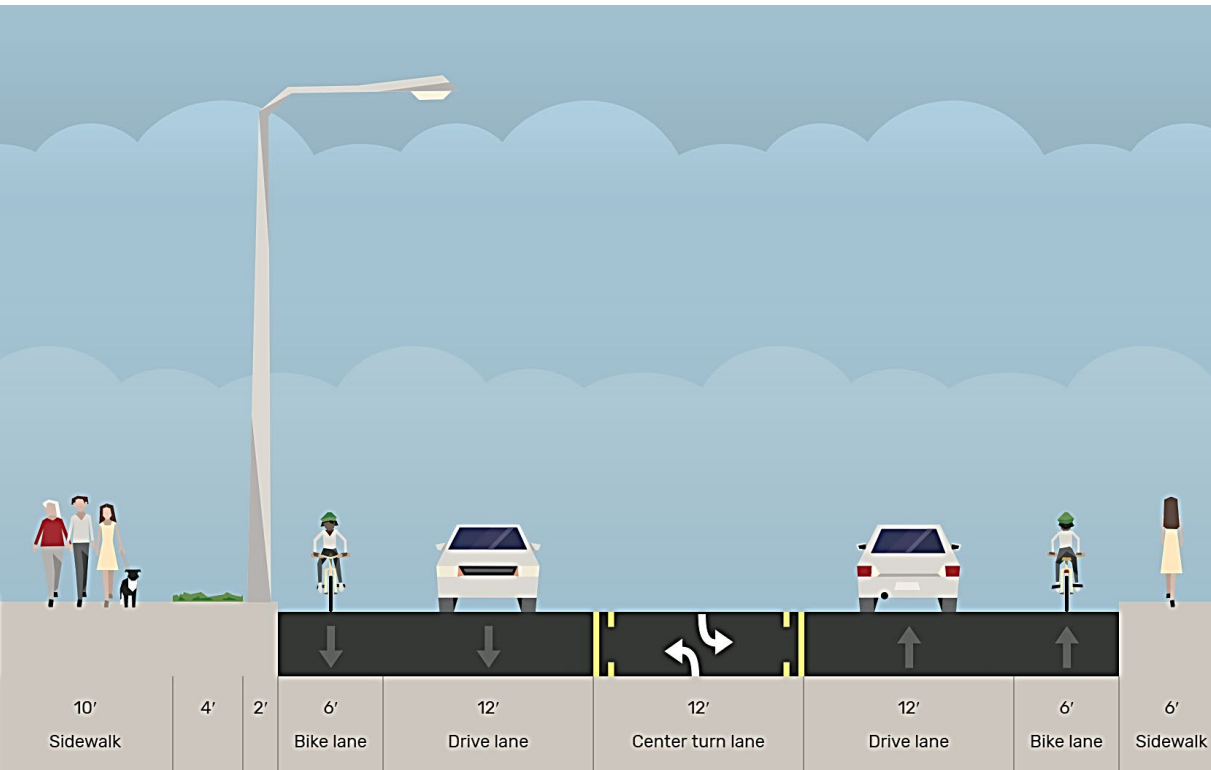 10′ 4′ 2′ 6′ 12′ 12′ 12′ 6′ 6′
Sidewalk Bike lane Drive lane Center turn lane Drive lane Bike lane Sidewalk